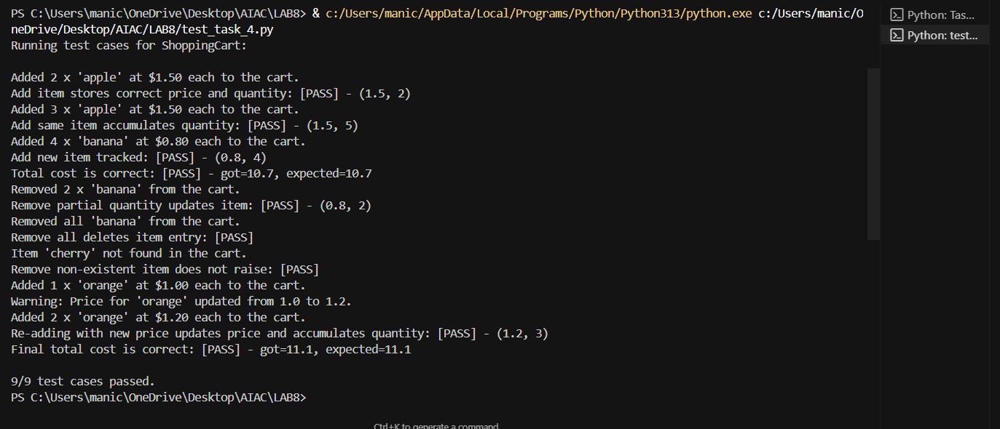 PS C:\Users\manic\OneDrive\Desktop\AIAC\LAB8> & c:/Users/manic/AppData/Local/Programs/Python/Python313/python.exe c:/Users/manic/O
neDrive/Desktop/AIAC/LAB8/test_task_4.py
Running test cases for ShoppingCart:
Added 2 x 'apple' at $1.50 each to the cart.
Add item stores correct price and quantity: [PASS] - (1.5, 2)
Added 3 x 'apple' at $1.50 each to the cart.
Add same item accumulates quantity: [PASS] - (1.5, 5)
Added 4 x 'banana' at $0.80 each to the cart.
Add new item tracked: [PASS] - (0.8, 4)
Total cost is correct: [PASS] - got=10.7, expected=10.7
Removed 2 x 'banana' from the cart.
Remove partial quantity updates item: [PASS] - (0.8, 2)
Removed all 'banana' from the cart.
Remove all deletes item entry: [PASS]
Item 'cherry' not found in the cart.
Remove non-existent item does not raise: [PASS]
Added 1 x 'orange' at $1.00 each to the cart.
Warning: Price for 'orange' updated from 1.0 to 1.2.
Added 2 x 'orange' at $1.20 each to the cart.
Re-adding with new price updates price and accumulates quantity: [PASS] - (1.2, 3)
Final total cost is correct: [PASS] - got=11.1, expected=11.1
9/9 test cases passed.
PS C:\Users\manic\OneDrive\Desktop\AIAC\LAB8>
Ctrl+K to generate a command
Python: Tas...
Python: test...